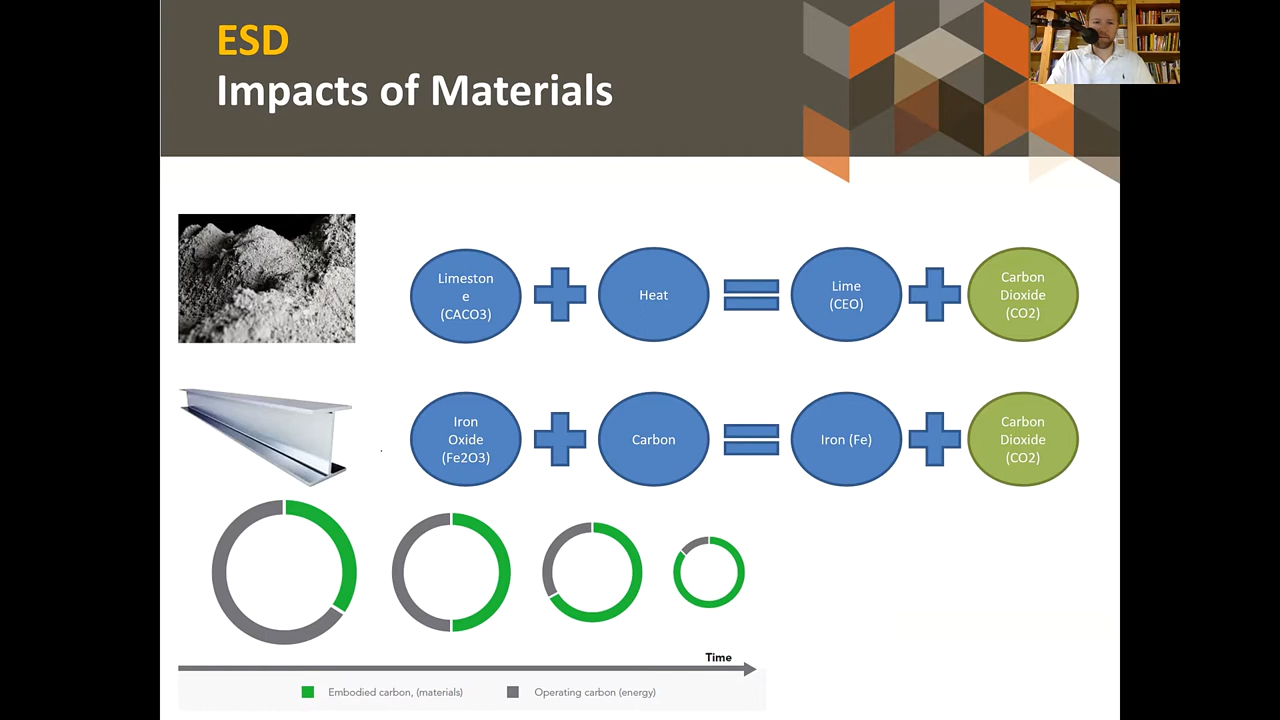 ESD
Impacts of Materials
Limeston
e
(CACO3)
Heat
Lime
(CEO)
Carbon
Dioxide
(CO2)
Iron
Oxide
(Fe2O3)
Carbon
Iron (Fe)
Carbon
Dioxide
(CO2)
Time
Embodied carbon, (materials)
Operating carbon (energy)